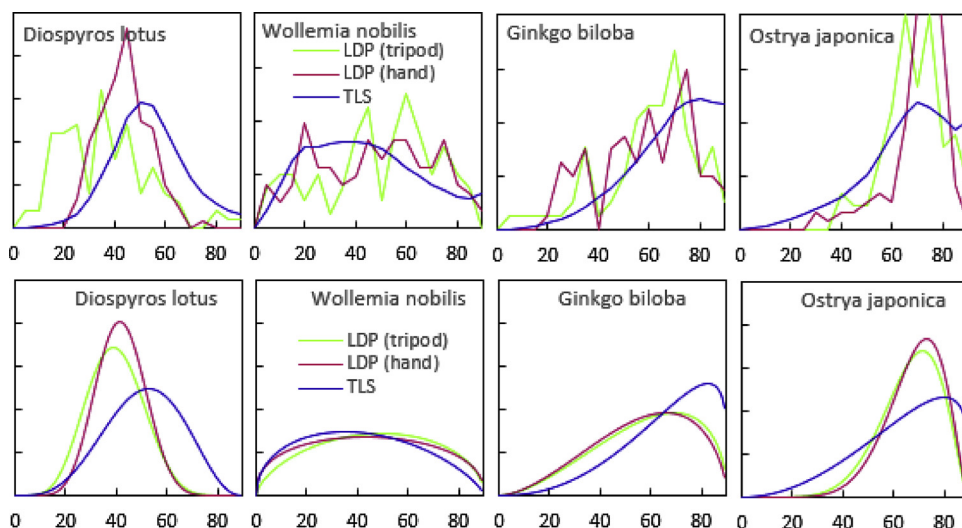 Diospyros lotus
Wollemia nobilis
Ginkgo biloba
Ostrya japonica
LDP (tripod)
LDP (hand)
TLS
0 20 40 60 80
0 20 40 60 80
0 20 40 60 80
0 20 40 60 80
Diospyros lotus
Wollemia nobilis
Ginkgo biloba
Ostrya japonica
LDP (tripod)
LDP (hand)
TLS
0 20 40 60 80
0 20 40 60 80
0 20 40 60 80
0 20 40 60 80